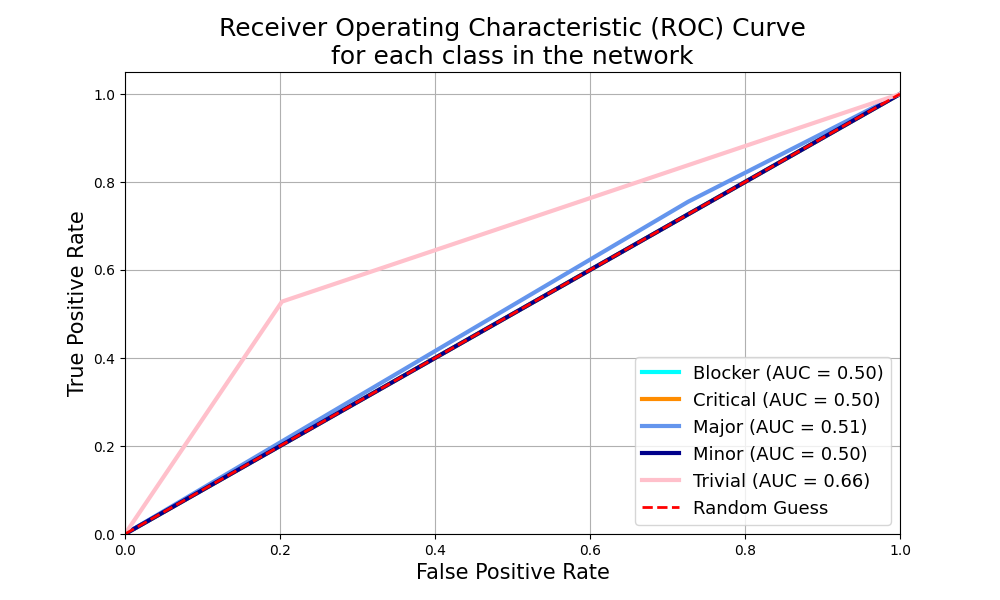 Receiver Operating Characteristic (ROC) Curve
for each class in the network
True Positive Rate
1.0
0.8
0.6
0.4
0.2
0.0
0.0
0.2
0.4
0.6
0.8
1.0
False Positive Rate
Blocker (AUC = 0.50)
Critical (AUC = 0.50)
Major (AUC = 0.51)
Minor (AUC = 0.50)
Trivial (AUC = 0.66)
Random Guess